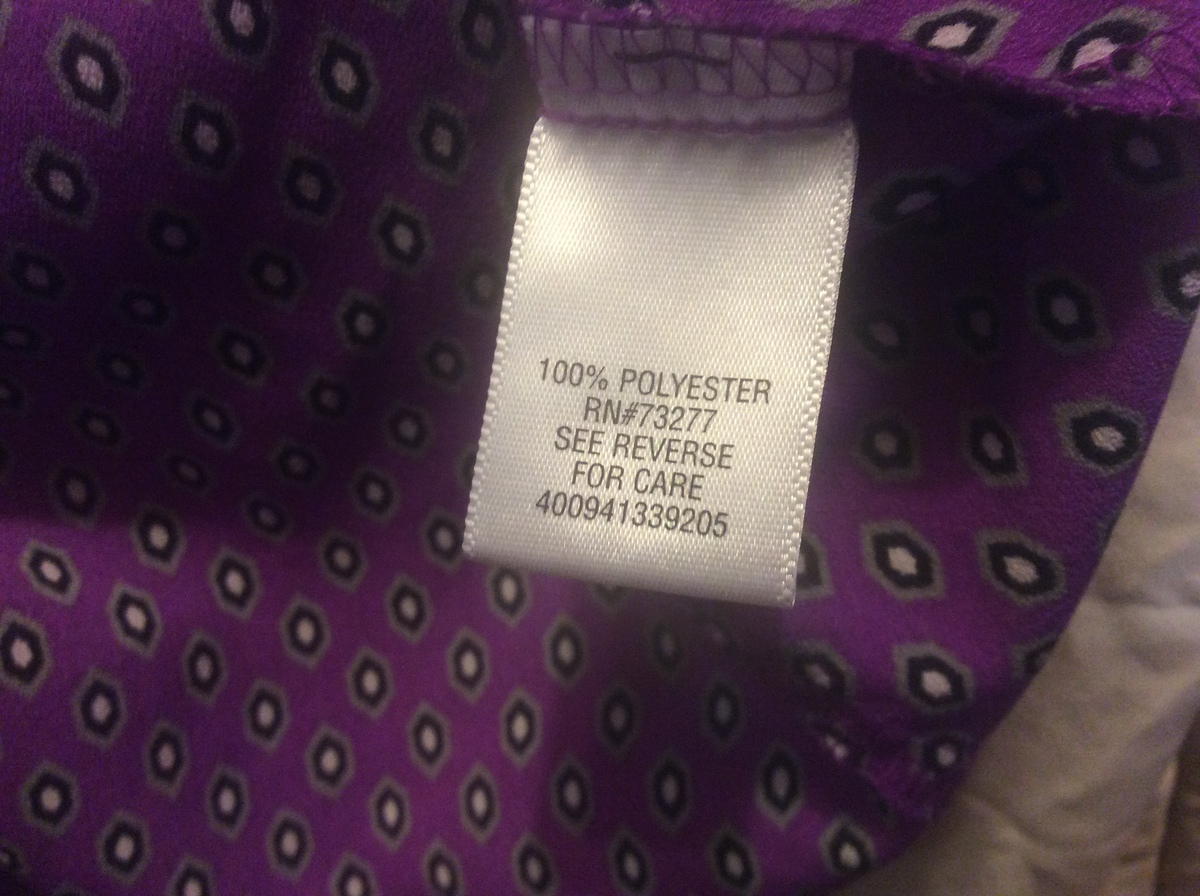 100% POLYESTER
RN#73277
SEE REVERSE
FOR CARE
400941339205